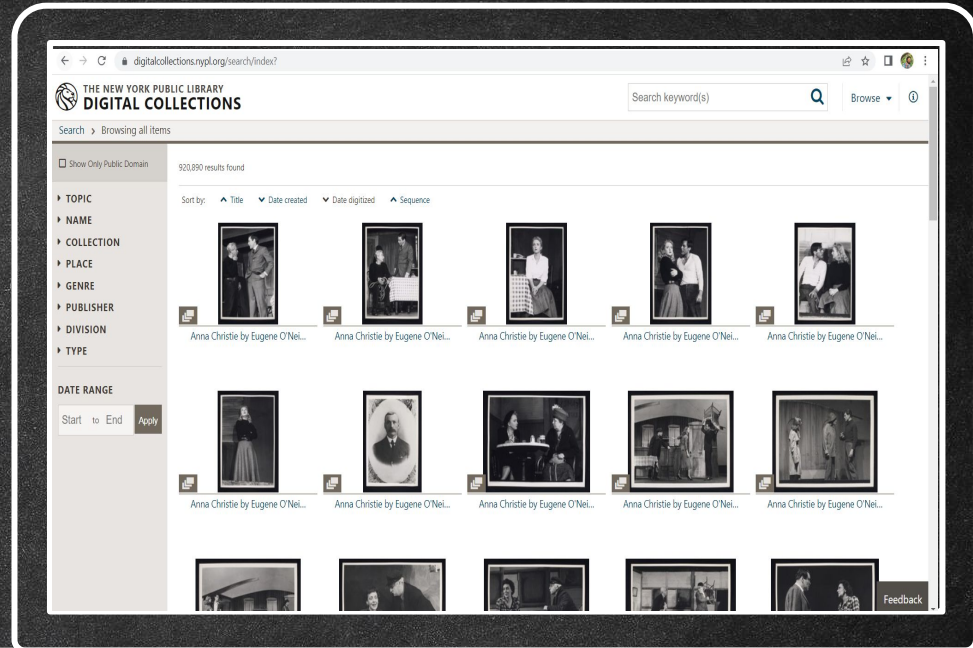 digitalcollections.nypl.org/search/index?
THE NEW YORK PUBLIC LIBRARY
DIGITAL COLLECTIONS
Search keyword(s)
Browse
Search > Browsing all items
Show Only Public Domain
920,890 results found
Sort by: Title Date created Date digitized Sequence
TOPIC
NAME
COLLECTION
PLACE
GENRE
PUBLISHER
DIVISION
TYPE
DATE RANGE
Start to End Apply
Anna Christie by Eugene O'Nei...
Anna Christie by Eugene O'Nei...
Anna Christie by Eugene O'Nei...
Anna Christie by Eugene O'Nei...
Anna Christie by Eugene O'Nei...
Anna Christie by Eugene O'Nei...
Anna Christie by Eugene O'Nei...
Anna Christie by Eugene O'Nei...
Anna Christie by Eugene O'Nei...
Anna Christie by Eugene O'Nei...
Feedback